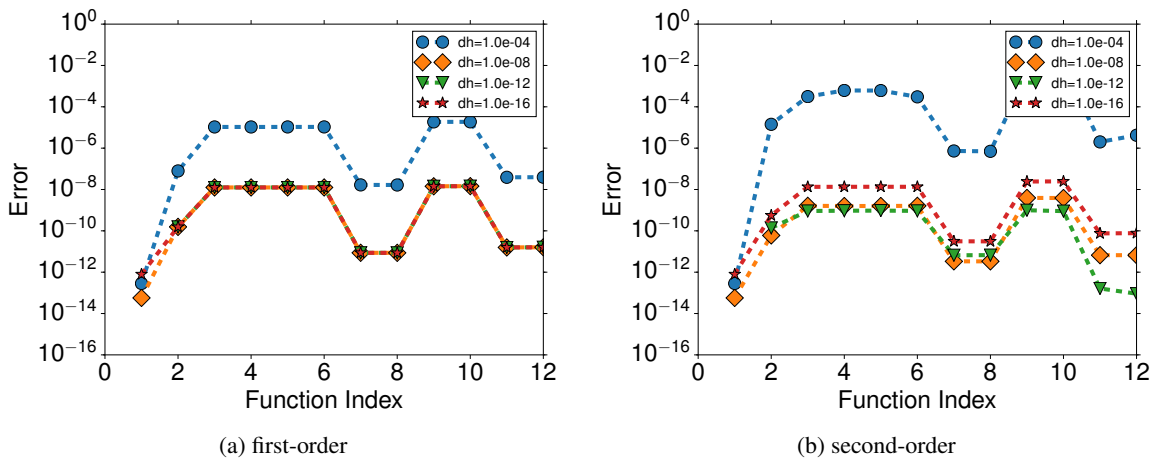 10^0
10^-2
10^-4
10^-6
10^-8
10^-10
10^-12
10^-14
10^-16
Error
0 2 4 6 8 10 12
Function Index
dh=1.0e-04
dh=1.0e-08
dh=1.0e-12
dh=1.0e-16
(a) first-order
10^0
10^-2
10^-4
10^-6
10^-8
10^-10
10^-12
10^-14
10^-16
Error
0 2 4 6 8 10 12
Function Index
dh=1.0e-04
dh=1.0e-08
dh=1.0e-12
dh=1.0e-16
(b) second-order